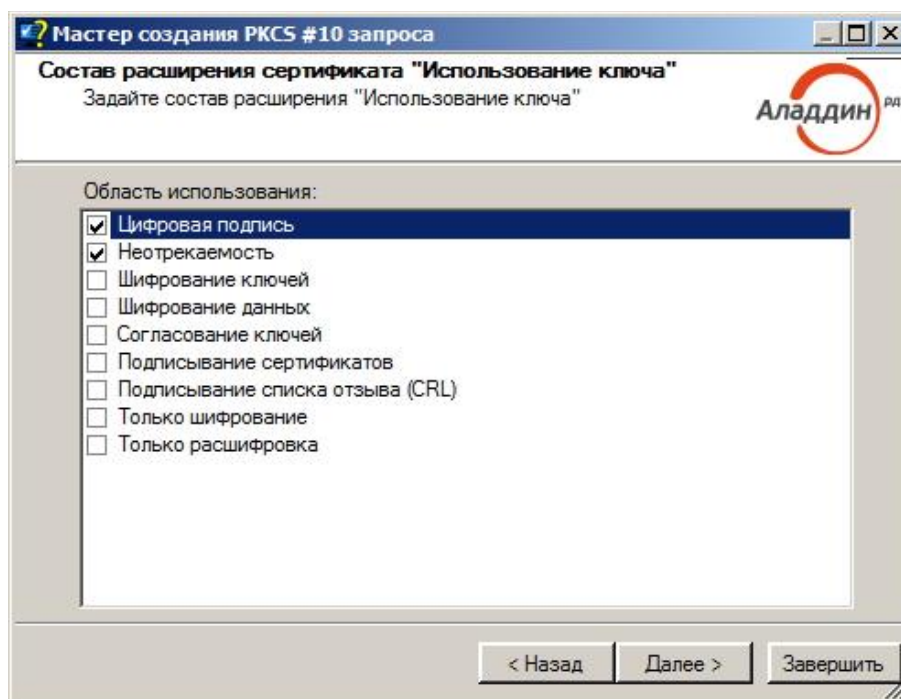 Мастер создания PKCS #10 запроса
Состав расширения сертификата "Использование ключа"
Задайте состав расширения "Использование ключа"
Аладдин РД
Область использования:
Цифровая подпись
Неотрекаемость
Шифрование ключей
Шифрование данных
Согласование ключей
Подписывание сертификатов
Подписывание списка отзыва (CRL)
Только шифрование
Только расшифровка
< Назад
Далее >
Завершить